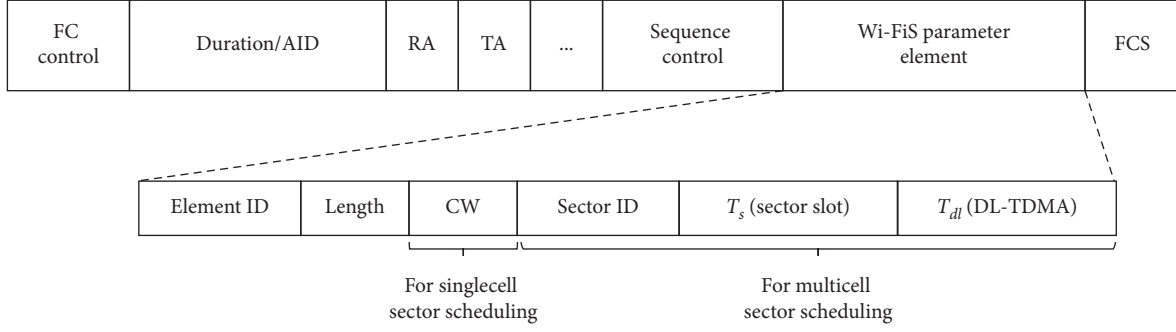 FC
control
Duration/AID
RA
TA
...
Sequence
control
Wi-FiS parameter
element
FCS
Element ID
Length
CW
Sector ID
T_s (sector slot)
T_dl (DL-TDMA)
For singlecell
sector scheduling
For multicell
sector scheduling